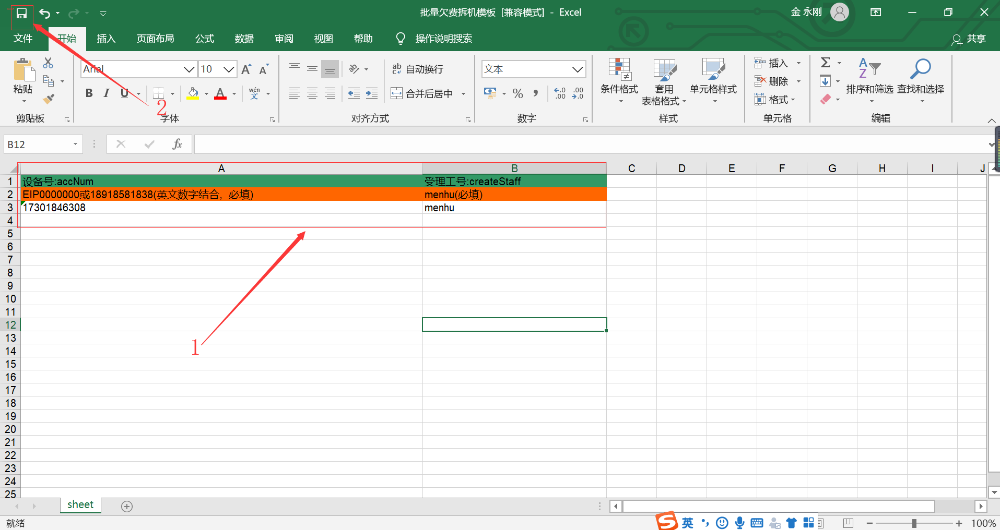 批量欠费拆机模板 [兼容模式] - Excel
金 永刚
文件 开始 插入 页面布局 公式 数据 审阅 视图 帮助 操作说明搜索 共享
Arial 10 文本
粘贴
B I U
wén
文
ab
自动换行
合并后居中
%
条件格式
套用
表格格式
单元格样式
插入
删除
格式
Σ
排序和筛选
查找和选择
剪贴板 字体 对齐方式 数字 样式 单元格 编辑
2
B12
fx
A B C D E F G H I J
1 设备号:accNum 受理工号:createStaff
2 EIP0000000或18918581838(英文数字结合，必填) menhu(必填)
3 17301846308 menhu
4
5
6
7
8
9
10
11
12
13
1
14
15
16
17
18
19
20
21
22
23
24
25
sheet
就绪
英
100%